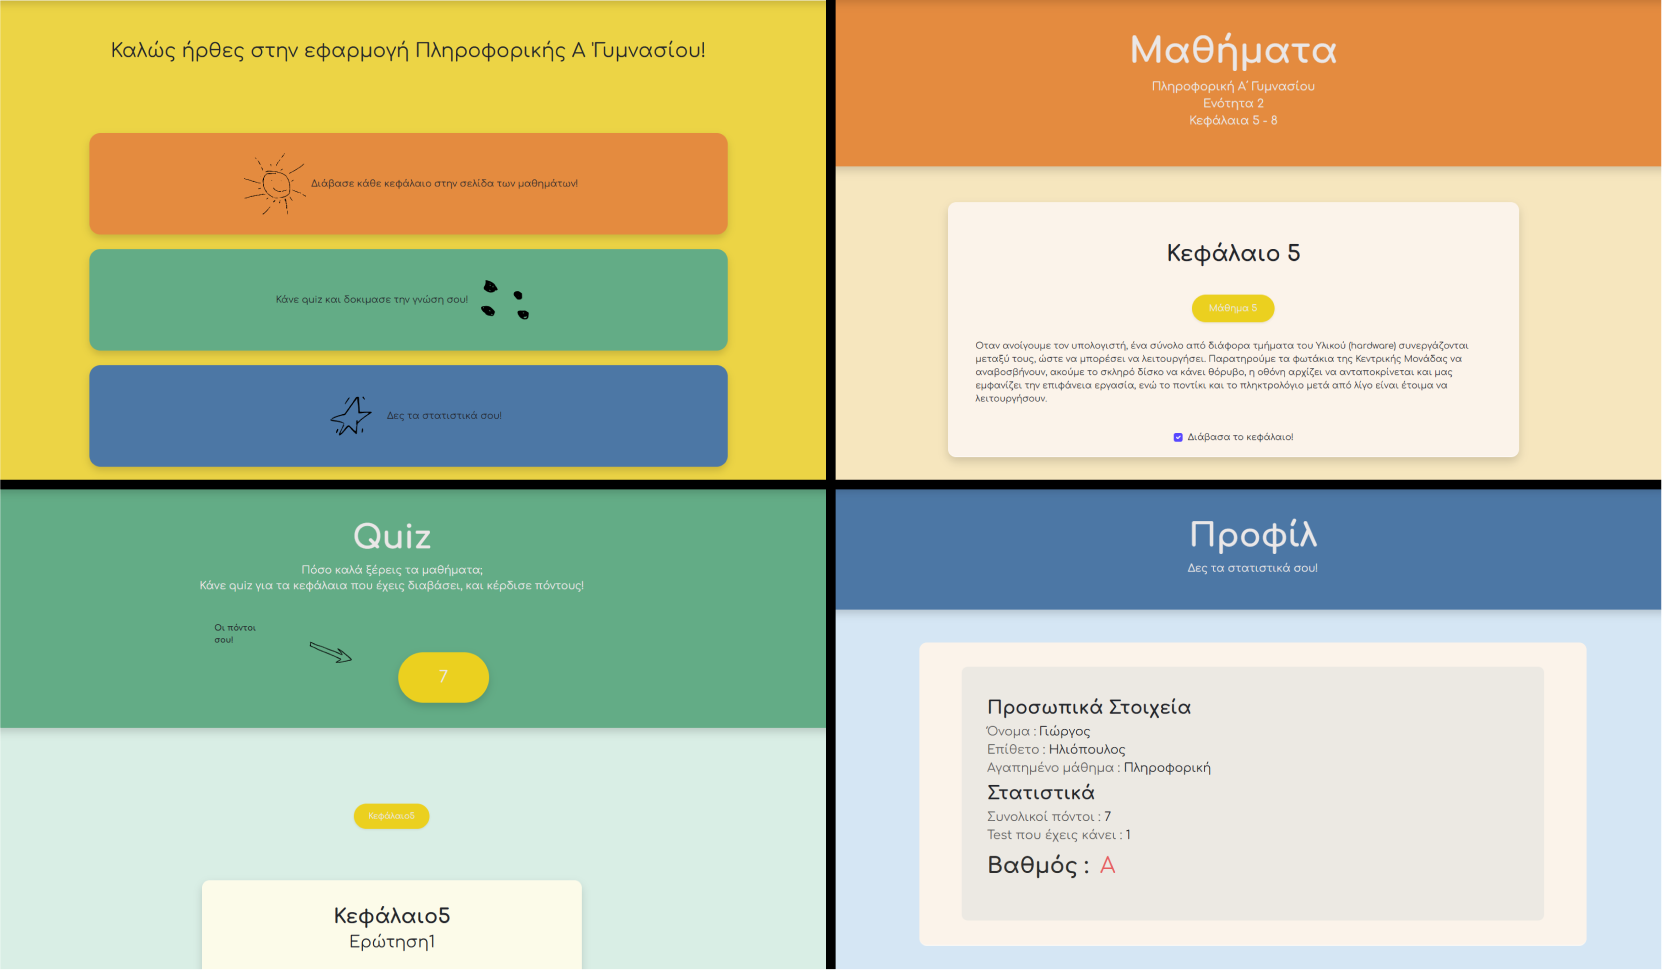 Καλώς ήρθες στην εφαρμογή Πληροφορικής Α 'Γυμνασίου!
Διάβασε κάθε κεφάλαιο στην σελίδα των μαθημάτων!
Κάνε quiz και δοκιμασε την γνώση σου!
Δες τα στατιστικά σου!
Μαθήματα
Πληροφορική Α' Γυμνασίου
Ενότητα 2
Κεφάλαια 5 - 8
Κεφάλαιο 5
Μάθημα 5
Οταν ανοίγουμε τον υπολογιστή, ένα σύνολο από διάφορα τμήματα του Υλικού (hardware) συνεργάζονται
μεταξύ τους, ώστε να μπορέσει να λειτουργήσει. Παρατηρούμε τα φωτάκια της Κεντρικής Μονάδας να
αναβοσβήνουν, ακούμε το σκληρό δίσκο να κάνει θόρυβο, η οθόνη αρχίζει να ανταποκρίνεται και μας
εμφανίζει την επιφάνεια εργασία, ενώ το ποντίκι και το πληκτρολόγιο μετά από λίγο είναι έτοιμα να
λειτουργήσουν.
Διάβασα το κεφάλαιο!
Quiz
Πόσο καλά ξέρεις τα μαθήματα;
Κάνε quiz για τα κεφάλαια που έχεις διαβάσει, και κέρδισε πόντους!
Οι πόντοι
σου!
7
Κεφάλαιο5
Κεφάλαιο5
Ερώτηση1
Προφίλ
Δες τα στατιστικά σου!
Προσωπικά Στοιχεία
Όνομα : Γιώργος
Επίθετο : Ηλιόπουλος
Αγαπημένο μάθημα : Πληροφορική
Στατιστικά
Συνολικοί πόντοι : 7
Test που έχεις κάνει : 1
Βαθμός : Α